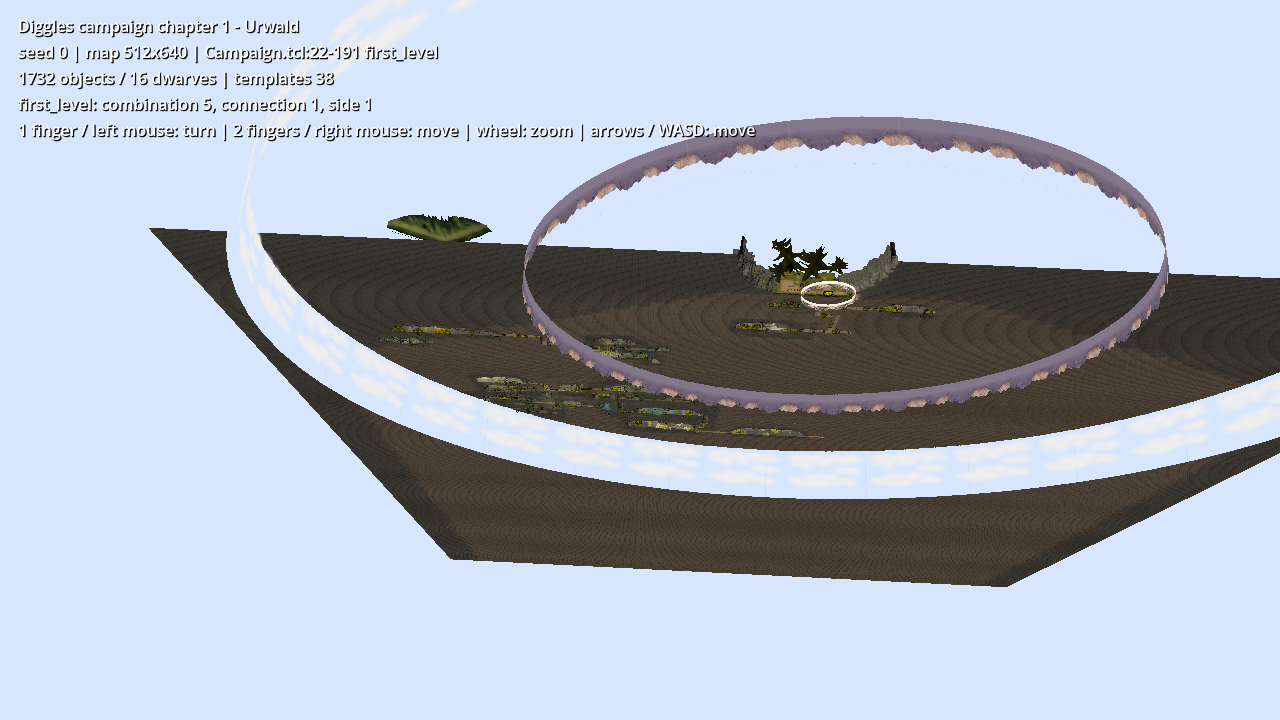 Diggles campaign chapter 1 - Urwald
seed 0 | map 512x640 | Campaign.tcl:22-191 first_level
1732 objects / 16 dwarves | templates 38
first_level: combination 5, connection 1, side 1
1 finger / left mouse: turn | 2 fingers / right mouse: move | wheel: zoom | arrows / WASD: move